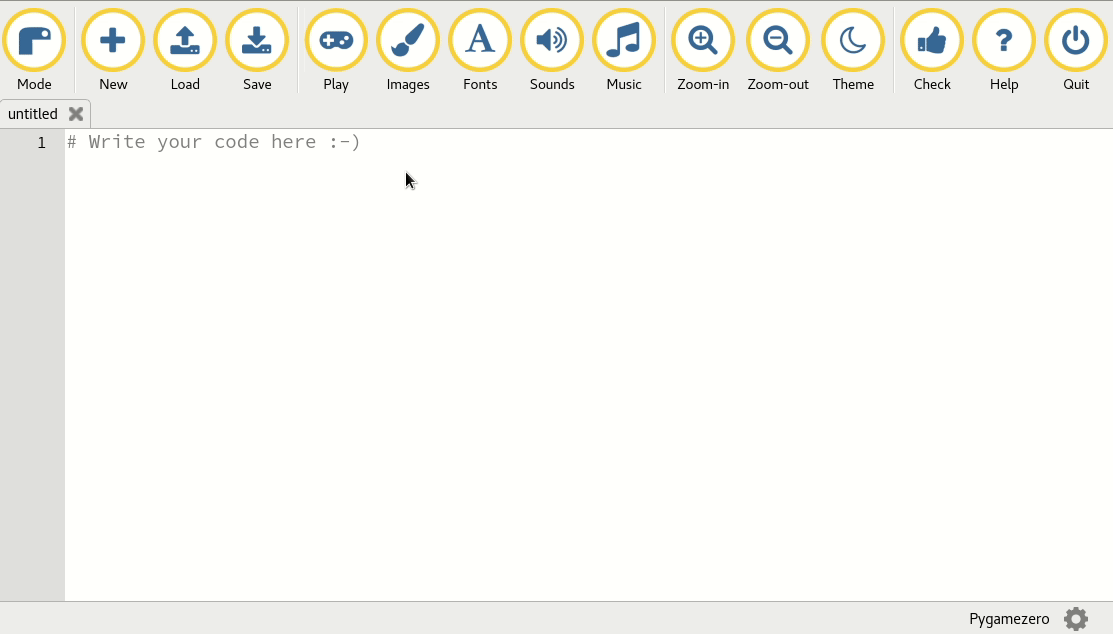 Mode New Load Save Play Images Fonts Sounds Music Zoom-in Zoom-out Theme Check Help Quit
untitled
1 # Write your code here :-)
Pygamezero